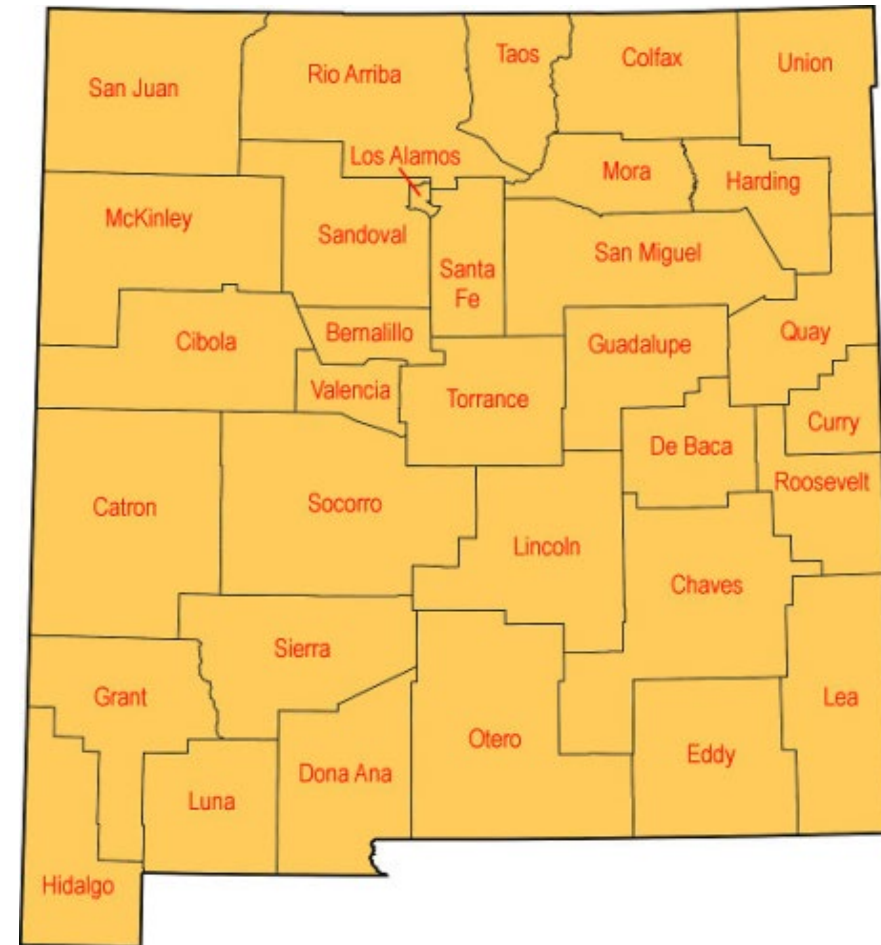 San Juan
Rio Arriba
Taos
Colfax
Union
Los Alamos
Mora
Harding
McKinley
Sandoval
Santa
Fe
San Miguel
Cibola
Bernalillo
Guadalupe
Quay
Valencia
Torrance
Curry
De Baca
Roosevelt
Catron
Socorro
Lincoln
Chaves
Sierra
Grant
Lea
Otero
Eddy
Dona Ana
Luna
Hidalgo